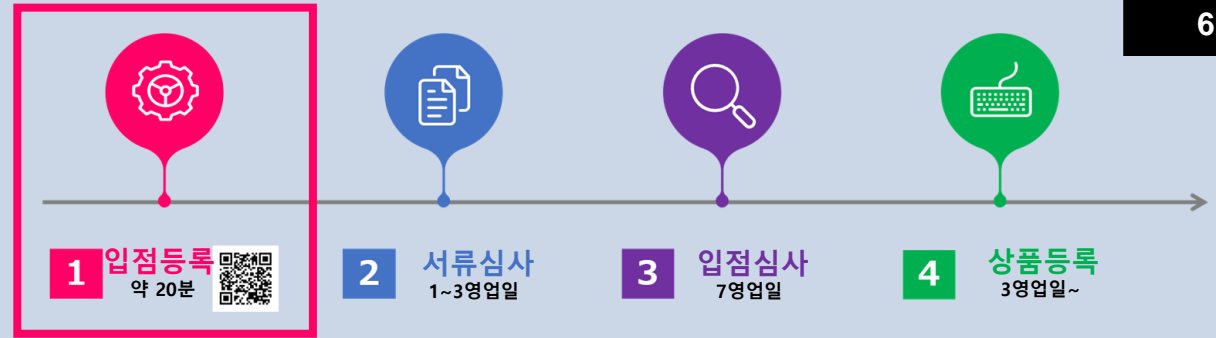 6
1
입점등록
약 20분
2
서류심사
1~3영업일
3
입점심사
7영업일
4
상품등록
3영업일~